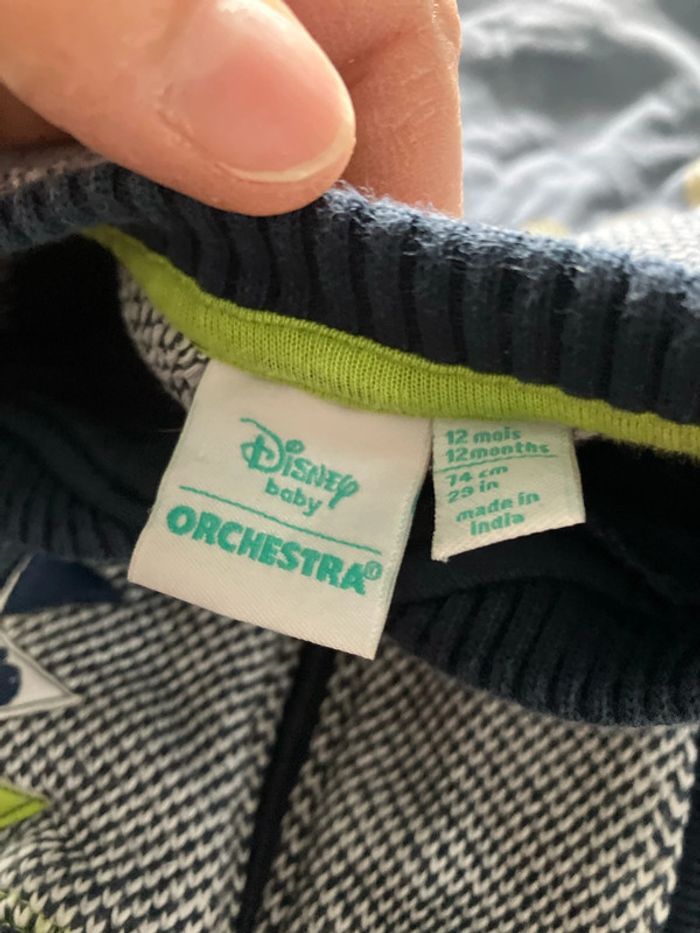 Disney
baby
ORCHESTRA®
12 mois
12 months
74 cm
29 in
made in
india